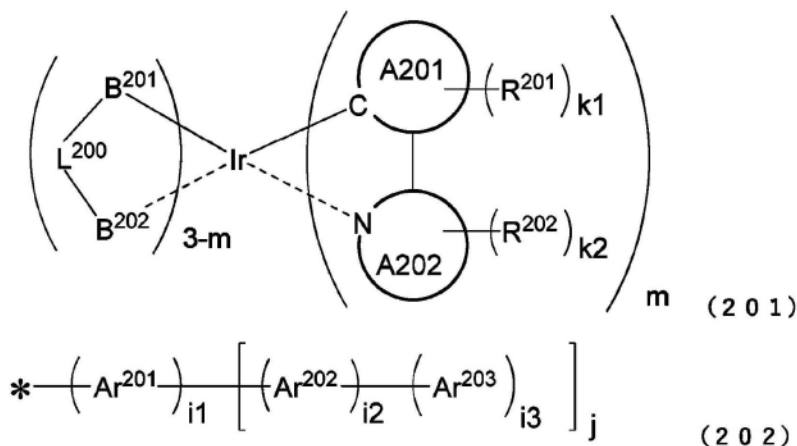 B²⁰¹ A201 (R²⁰¹)k1
C
L²⁰⁰ Ir
N
B²⁰² 3-m A202 (R²⁰²)k2
m (201)
*—(Ar²⁰¹)i1—[(Ar²⁰²)i2—(Ar²⁰³)i3]j
(202)